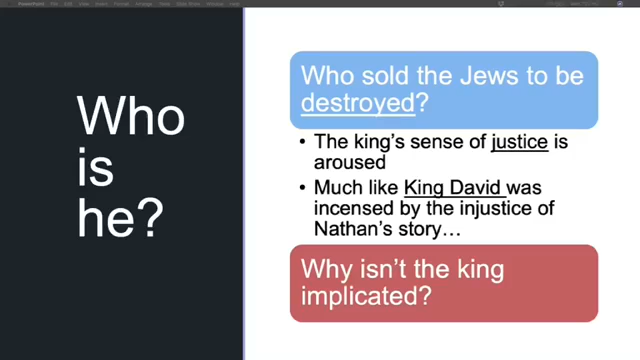 Who
is
he?
Who sold the Jews to be
destroyed?
• The king's sense of justice is
aroused
• Much like King David was
incensed by the injustice of
Nathan's story…
Why isn't the king
implicated?